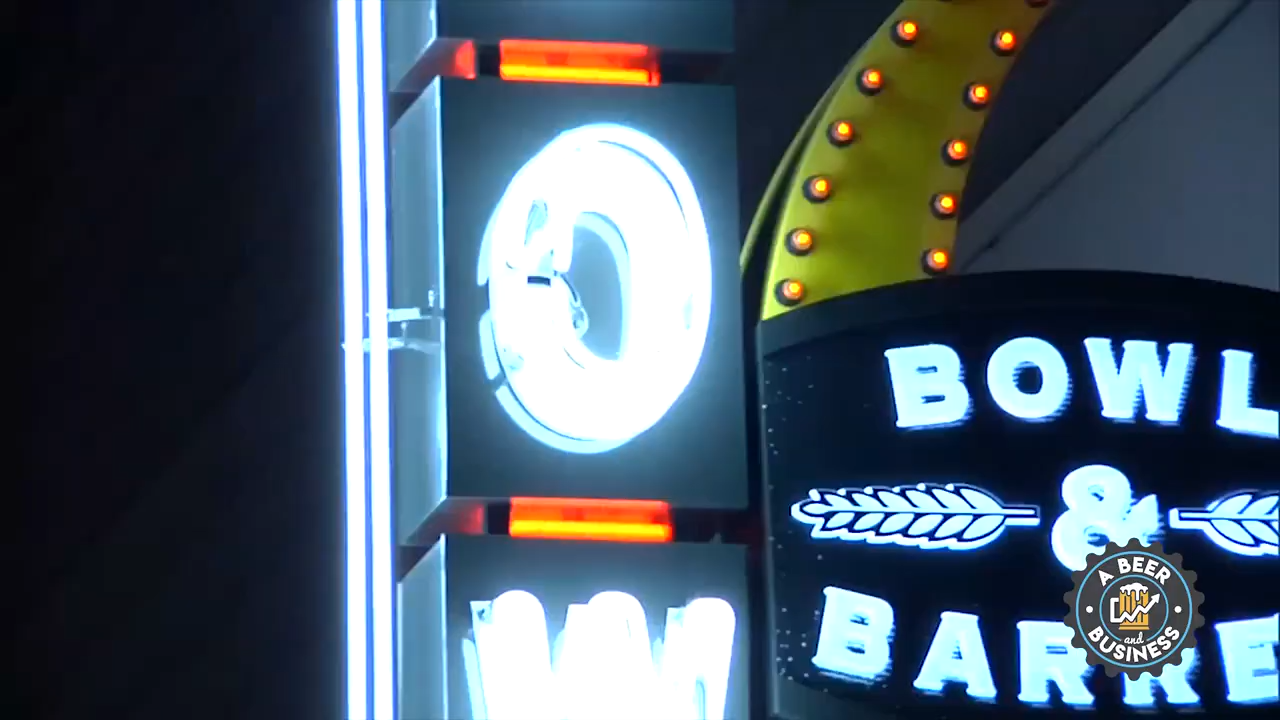 O
W
BOWL
&
BARRE
A BEER
and
BUSINESS